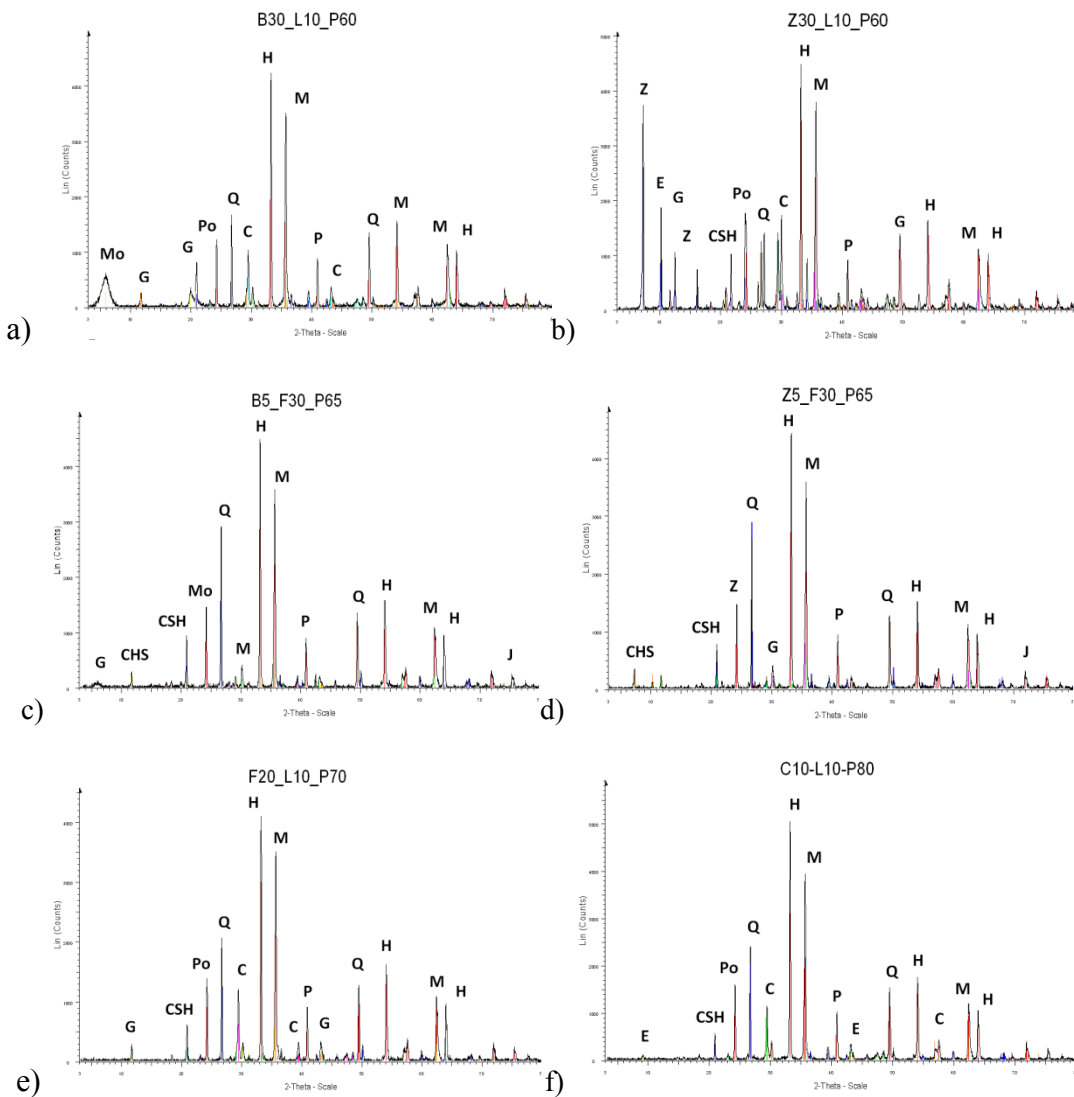 B30_L10_P60
Lin (Counts)
Mo
G
G
Po
Q
C
H
M
P
C
Q
M
M
H
2-Theta - Scale
a)
Z30_L10_P60
Lin (Counts)
Z
E
G
Z
CSH
Po
Q
C
H
M
P
G
H
M
H
2-Theta - Scale
b)
B5_F30_P65
Lin (Counts)
G
CHS
CSH
Mo
Q
M
H
M
P
Q
H
M
H
J
2-Theta - Scale
c)
Z5_F30_P65
Lin (Counts)
CHS
CSH
Z
Q
G
H
M
P
Q
H
M
H
J
2-Theta - Scale
d)
F20_L10_P70
Lin (Counts)
G
CSH
Po
Q
C
H
M
C
P
G
Q
H
M
H
2-Theta - Scale
e)
C10-L10-P80
Lin (Counts)
E
CSH
Po
Q
C
H
M
P
E
Q
H
C
M
H
2-Theta - Scale
f)